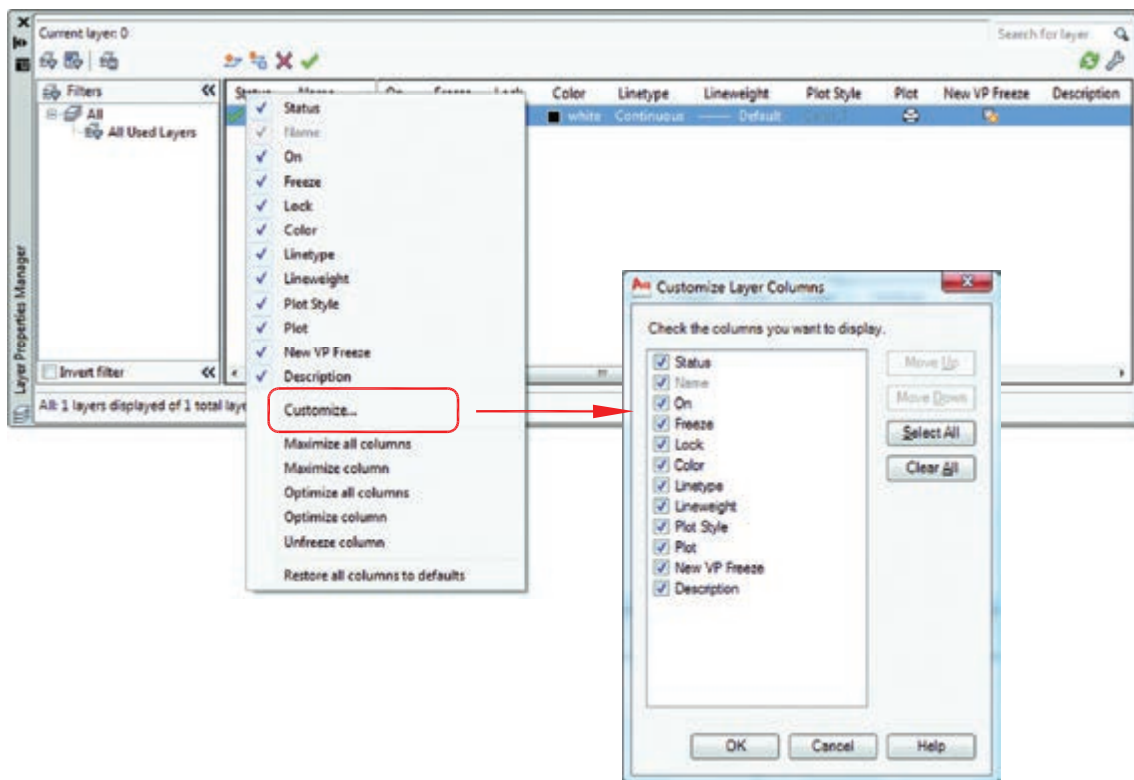 Current layer: 0
Search for layer
Filters
All
All Used Layers
Invert filter
All: 1 layers displayed of 1 total
Layer Properties Manager
Status Name On Freeze Lock Color Linetype Lineweight Plot Style Plot New VP Freeze Description
white Continuous Default
Status
Name
On
Freeze
Lock
Color
Linetype
Lineweight
Plot Style
Plot
New VP Freeze
Description
Customize...
Maximize all columns
Maximize column
Optimize all columns
Optimize column
Unfreeze column
Restore all columns to defaults
Customize Layer Columns
Check the columns you want to display.
Status
Name
On
Freeze
Lock
Color
Linetype
Lineweight
Plot Style
Plot
New VP Freeze
Description
Move Up
Move Down
Select All
Clear All
OK
Cancel
Help